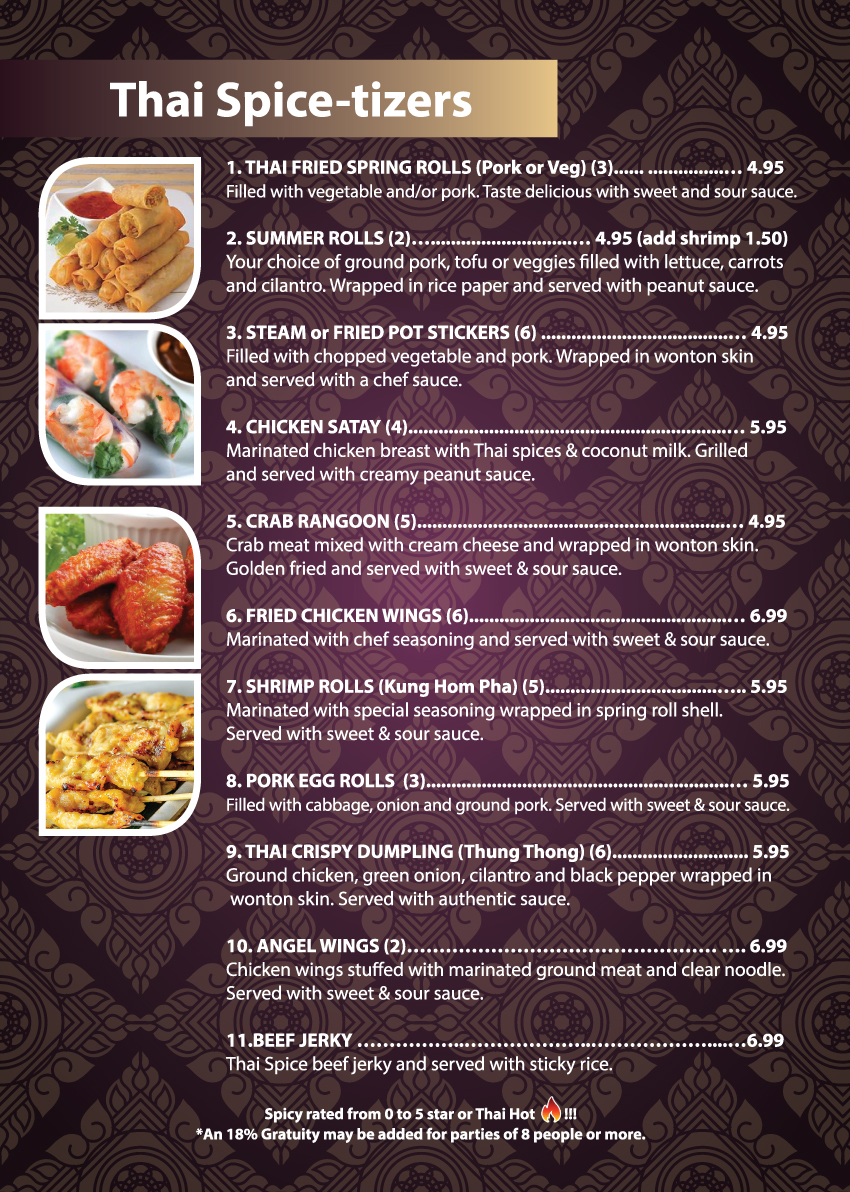 Thai Spice-tizers
1. THAI FRIED SPRING ROLLS (Pork or Veg) (3)...... ................… 4.95
Filled with vegetable and/or pork. Taste delicious with sweet and sour sauce.
2. SUMMER ROLLS (2)…............................… 4.95 (add shrimp 1.50)
Your choice of ground pork, tofu or veggies filled with lettuce, carrots
and cilantro. Wrapped in rice paper and served with peanut sauce.
3. STEAM or FRIED POT STICKERS (6) .....................................… 4.95
Filled with chopped vegetable and pork. Wrapped in wonton skin
and served with a chef sauce.
4. CHICKEN SATAY (4)...............................................................… 5.95
Marinated chicken breast with Thai spices & coconut milk. Grilled
and served with creamy peanut sauce.
5. CRAB RANGOON (5).............................................................… 4.95
Crab meat mixed with cream cheese and wrapped in wonton skin.
Golden fried and served with sweet & sour sauce.
6. FRIED CHICKEN WINGS (6)...................................................… 6.99
Marinated with chef seasoning and served with sweet & sour sauce.
7. SHRIMP ROLLS (Kung Hom Pha) (5)..................................…. 5.95
Marinated with special seasoning wrapped in spring roll shell.
Served with sweet & sour sauce.
8. PORK EGG ROLLS (3)............................................................… 5.95
Filled with cabbage, onion and ground pork. Served with sweet & sour sauce.
9. THAI CRISPY DUMPLING (Thung Thong) (6)........................... 5.95
Ground chicken, green onion, cilantro and black pepper wrapped in
wonton skin. Served with authentic sauce.
10. ANGEL WINGS (2)………………………………………… …. 6.99
Chicken wings stuffed with marinated ground meat and clear noodle.
Served with sweet & sour sauce.
11.BEEF JERKY ……………..………………..………………...…6.99
Thai Spice beef jerky and served with sticky rice.
Spicy rated from 0 to 5 star or Thai Hot 🔥!!!
*An 18% Gratuity may be added for parties of 8 people or more.